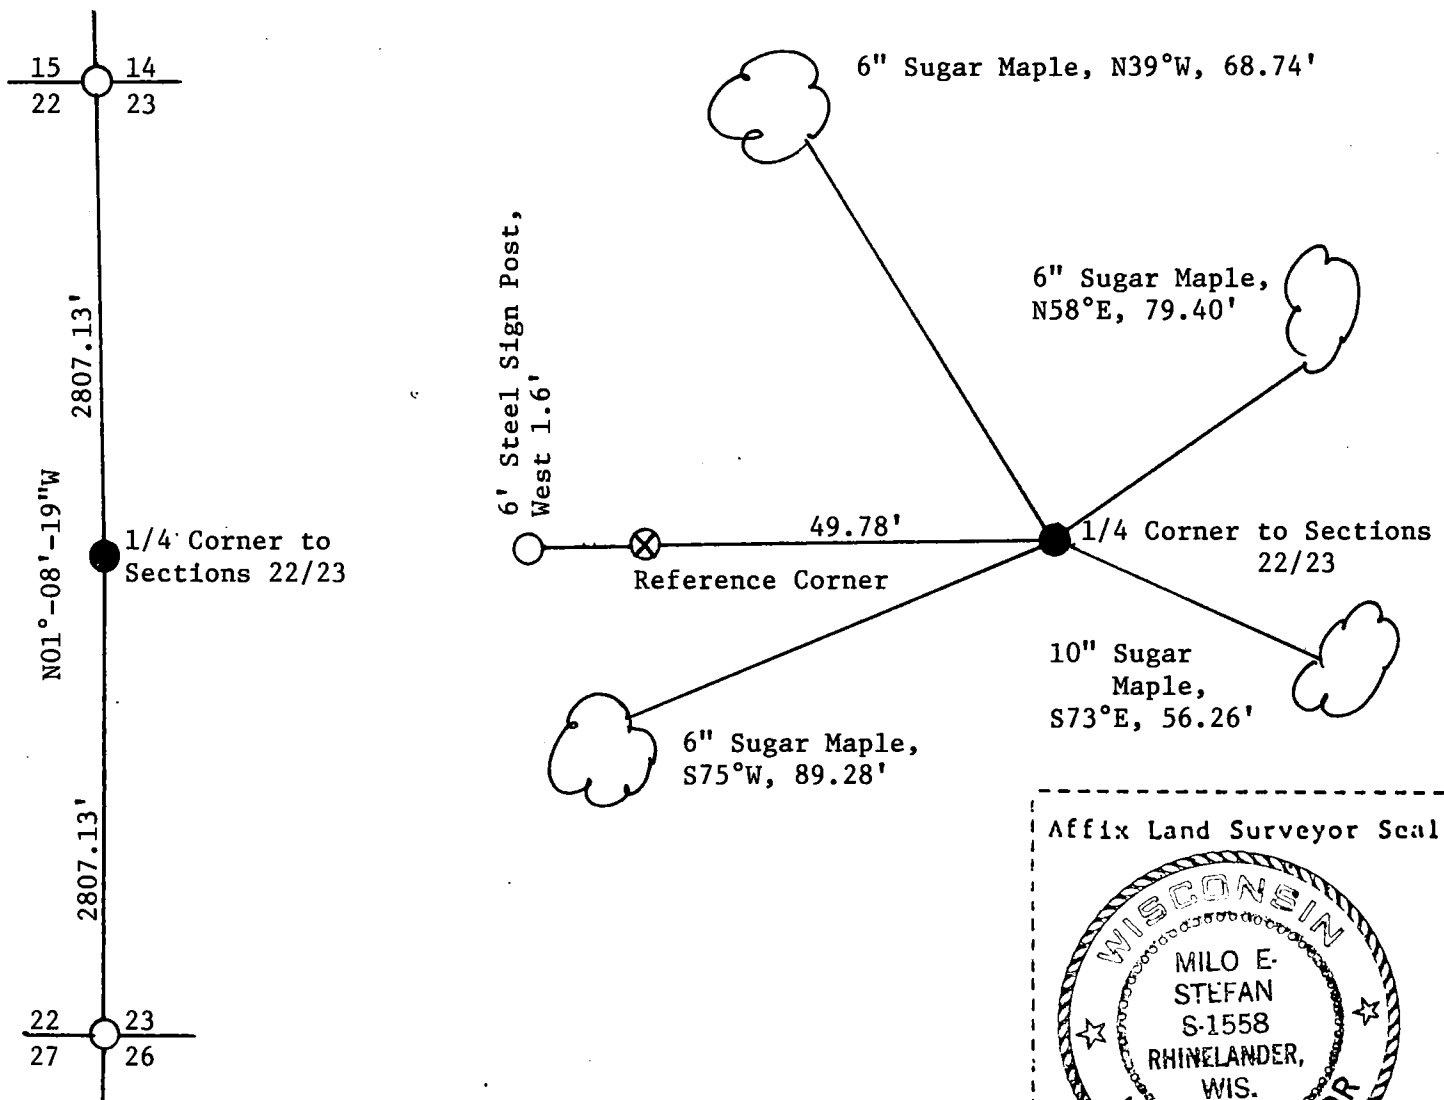 15 14
22 23
2807.13'
N01°-08'-19"W
1/4 Corner to
Sections 22/23
2807.13'
22 23
27 26
6" Sugar Maple, N39°W, 68.74'
6" Sugar Maple,
N58°E, 79.40'
6' Steel Sign Post,
West 1.6'
49.78'
Reference Corner
1/4 Corner to Sections
22/23
10" Sugar
Maple,
S73°E, 56.26'
6" Sugar Maple,
S75°W, 89.28'
Affix Land Surveyor Seal
WISCONSIN
MILO E.
STEFAN
S-1558
RHINELANDER,
WIS.